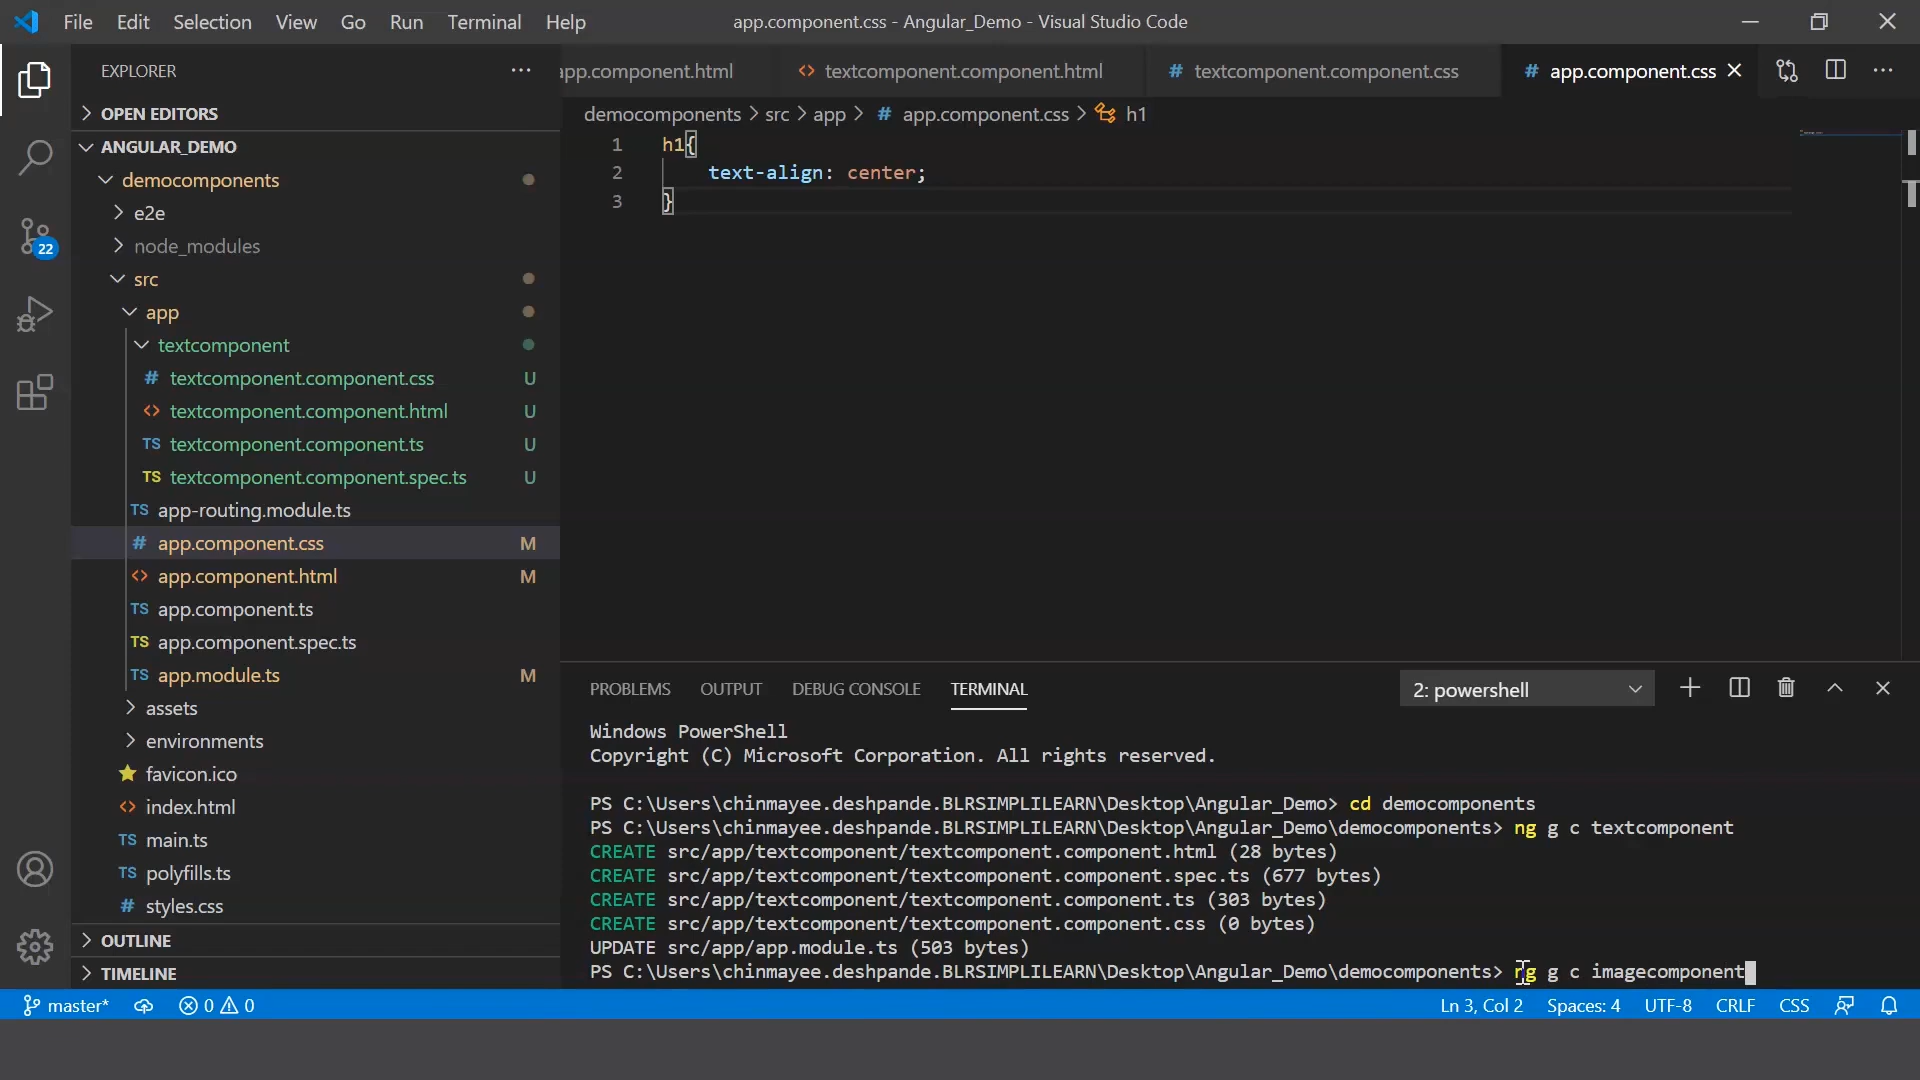 File Edit Selection View Go Run Terminal Help
app.component.css - Angular_Demo - Visual Studio Code
EXPLORER
OPEN EDITORS
ANGULAR_DEMO
democomponents
e2e
node_modules
src
app
textcomponent
# textcomponent.component.css U
<> textcomponent.component.html U
TS textcomponent.component.ts U
TS textcomponent.component.spec.ts U
TS app-routing.module.ts
# app.component.css M
<> app.component.html M
TS app.component.ts
TS app.component.spec.ts
TS app.module.ts M
assets
environments
favicon.ico
<> index.html
TS main.ts
TS polyfills.ts
# styles.css
OUTLINE
TIMELINE
22
pp.component.html
<> textcomponent.component.html
# textcomponent.component.css
# app.component.css
democomponents > src > app > # app.component.css > h1
1 h1{
2 text-align: center;
3 }
PROBLEMS OUTPUT DEBUG CONSOLE TERMINAL
2: powershell
Windows PowerShell
Copyright (C) Microsoft Corporation. All rights reserved.
PS C:\Users\chinmayee.deshpande.BLRSIMPLILEARN\Desktop\Angular_Demo> cd democomponents
PS C:\Users\chinmayee.deshpande.BLRSIMPLILEARN\Desktop\Angular_Demo\democomponents> ng g c textcomponent
CREATE src/app/textcomponent/textcomponent.component.html (28 bytes)
CREATE src/app/textcomponent/textcomponent.component.spec.ts (677 bytes)
CREATE src/app/textcomponent/textcomponent.component.ts (303 bytes)
CREATE src/app/textcomponent/textcomponent.component.css (0 bytes)
UPDATE src/app/app.module.ts (503 bytes)
PS C:\Users\chinmayee.deshpande.BLRSIMPLILEARN\Desktop\Angular_Demo\democomponents> ng g c imagecomponent
master* 0 0
Ln 3, Col 2 Spaces: 4 UTF-8 CRLF CSS